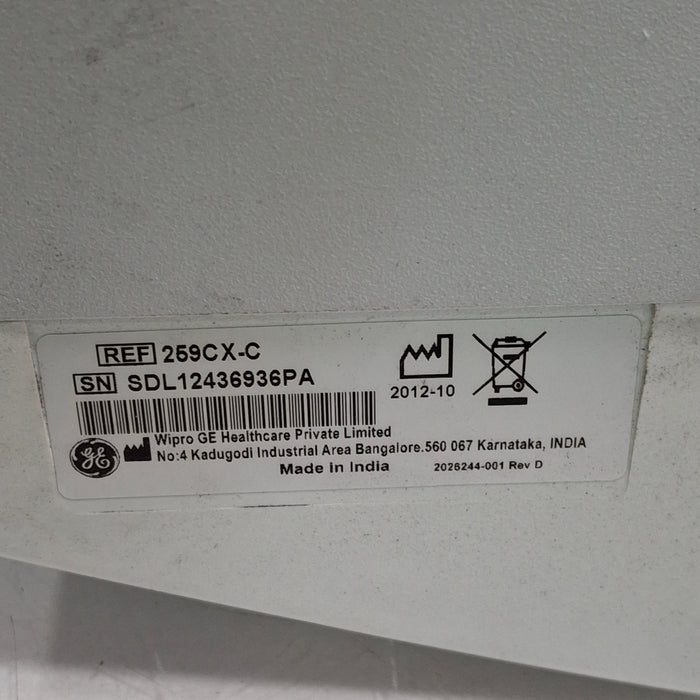 REF 259CX-C
SN SDL12436936PA
2012-10
GE
Wipro GE Healthcare Private Limited
No:4 Kadugodi Industrial Area Bangalore.560 067 Karnataka, INDIA
Made in India
2026244-001 Rev D